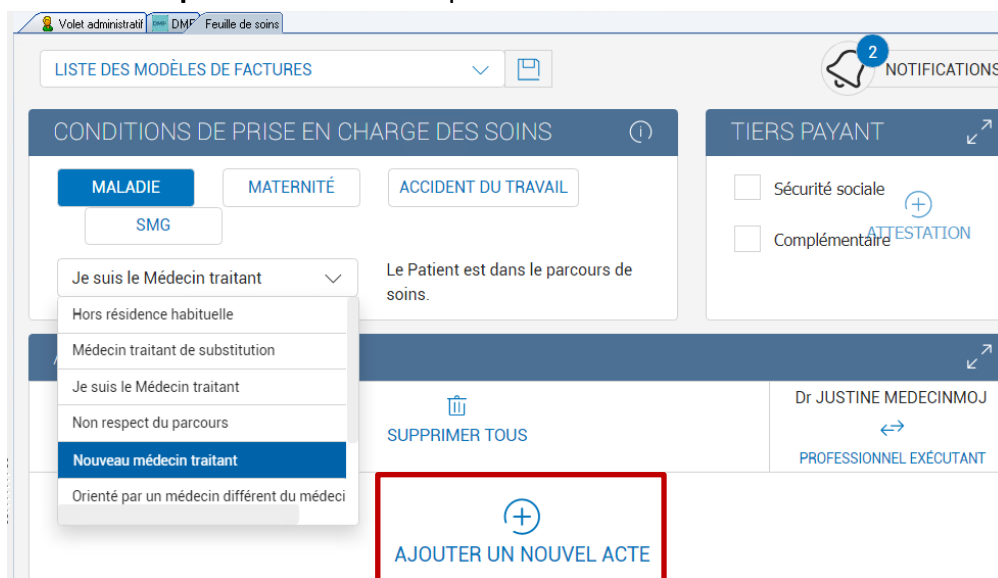 Volet administratif DMP Feuille de soins
LISTE DES MODÈLES DE FACTURES
2
NOTIFICATIONS
CONDITIONS DE PRISE EN CHARGE DES SOINS
TIERS PAYANT
MALADIE MATERNITÉ ACCIDENT DU TRAVAIL
SMG
Sécurité sociale
Complémentaire
ATTESTATION
Je suis le Médecin traitant
Le Patient est dans le parcours de
soins.
Hors résidence habituelle
Médecin traitant de substitution
Je suis le Médecin traitant
Non respect du parcours
Nouveau médecin traitant
Orienté par un médecin différent du médeci
SUPPRIMER TOUS
Dr JUSTINE MEDECINMOJ
PROFESSIONNEL EXÉCUTANT
AJOUTER UN NOUVEL ACTE